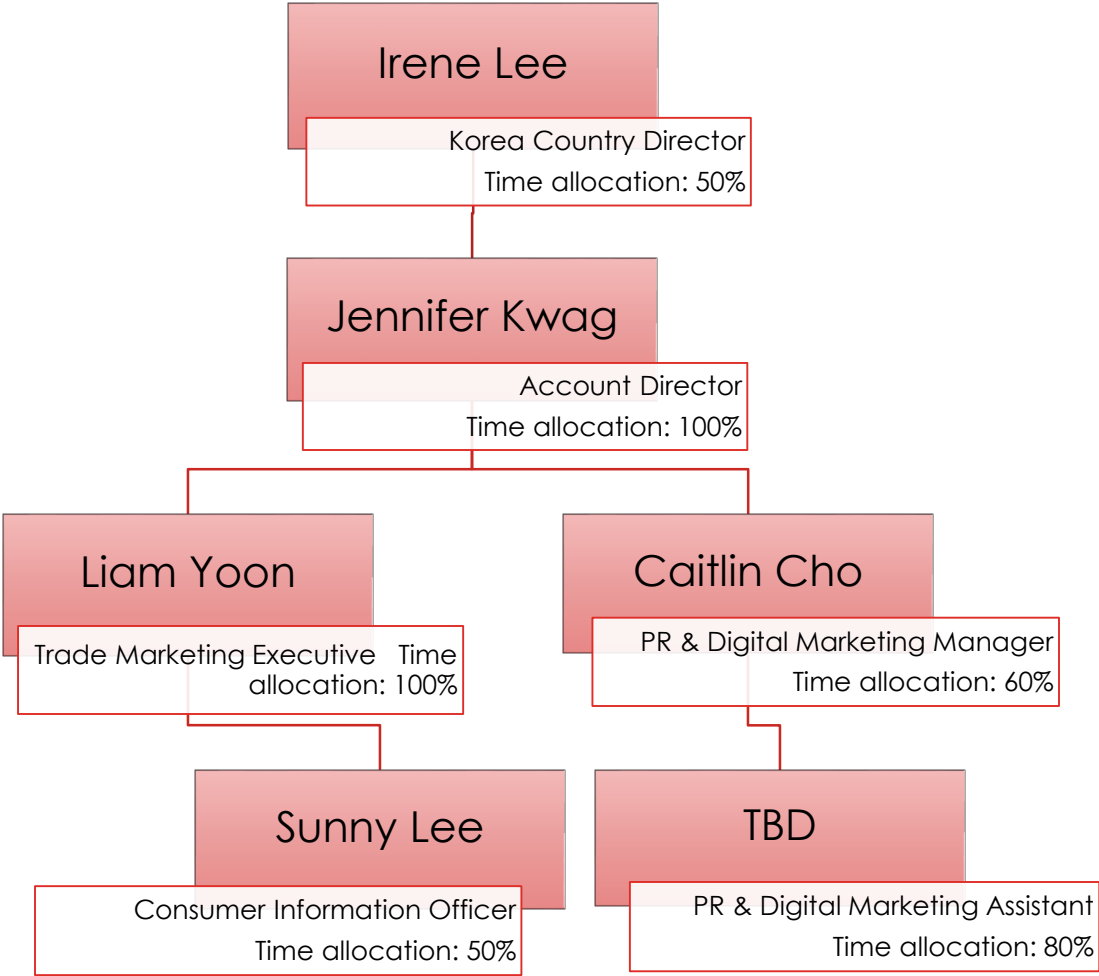 Irene Lee
Korea Country Director
Time allocation: 50%
Jennifer Kwag
Account Director
Time allocation: 100%
Liam Yoon
Trade Marketing Executive Time
allocation: 100%
Caitlin Cho
PR & Digital Marketing Manager
Time allocation: 60%
Sunny Lee
Consumer Information Officer
Time allocation: 50%
TBD
PR & Digital Marketing Assistant
Time allocation: 80%